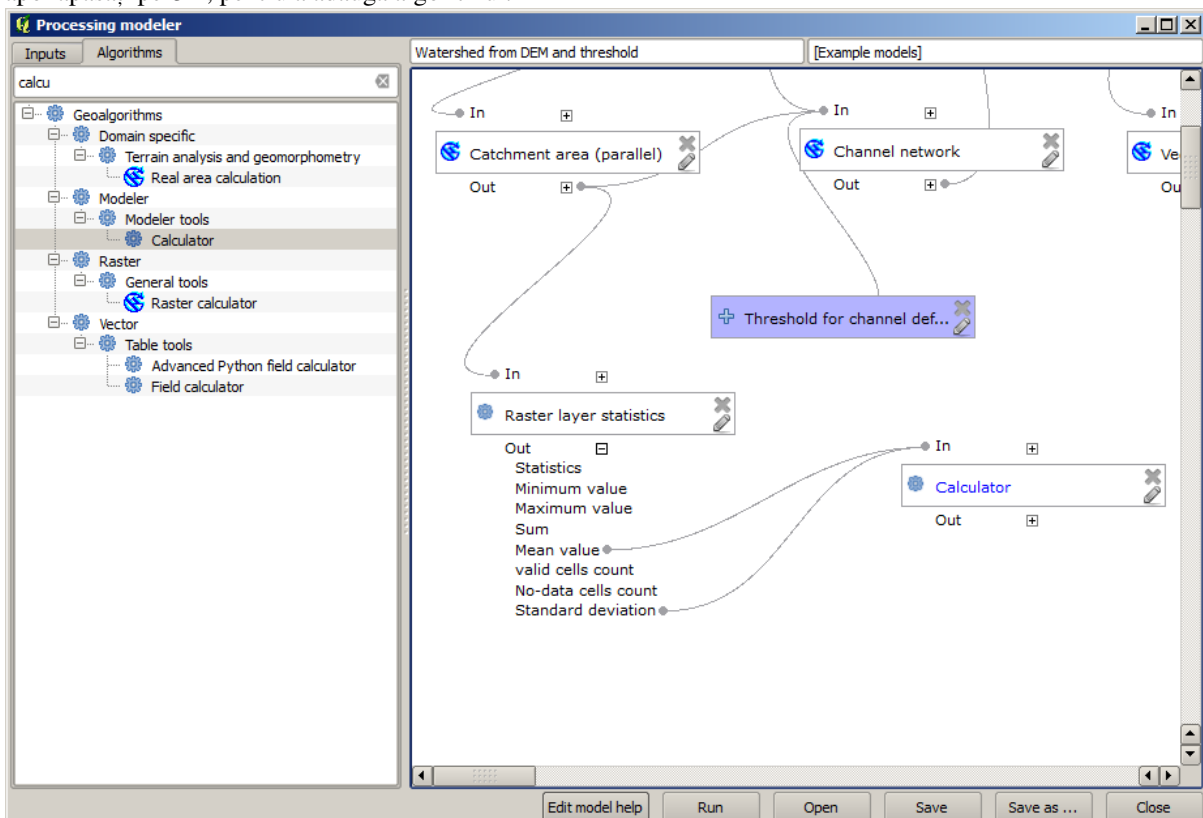 Processing modeler
Inputs Algorithms
Watershed from DEM and threshold
[Example models]
calcu
Geoalgorithms
Domain specific
Terrain analysis and geomorphometry
Real area calculation
Modeler
Modeler tools
Calculator
Raster
General tools
Raster calculator
Vector
Table tools
Advanced Python field calculator
Field calculator
In
Catchment area (parallel)
Out
In
Channel network
Out
In
Ve
Ou
Threshold for channel def...
In
Raster layer statistics
Out
Statistics
Minimum value
Maximum value
Sum
Mean value
valid cells count
No-data cells count
Standard deviation
In
Calculator
Out
Edit model help
Run
Open
Save
Save as ...
Close